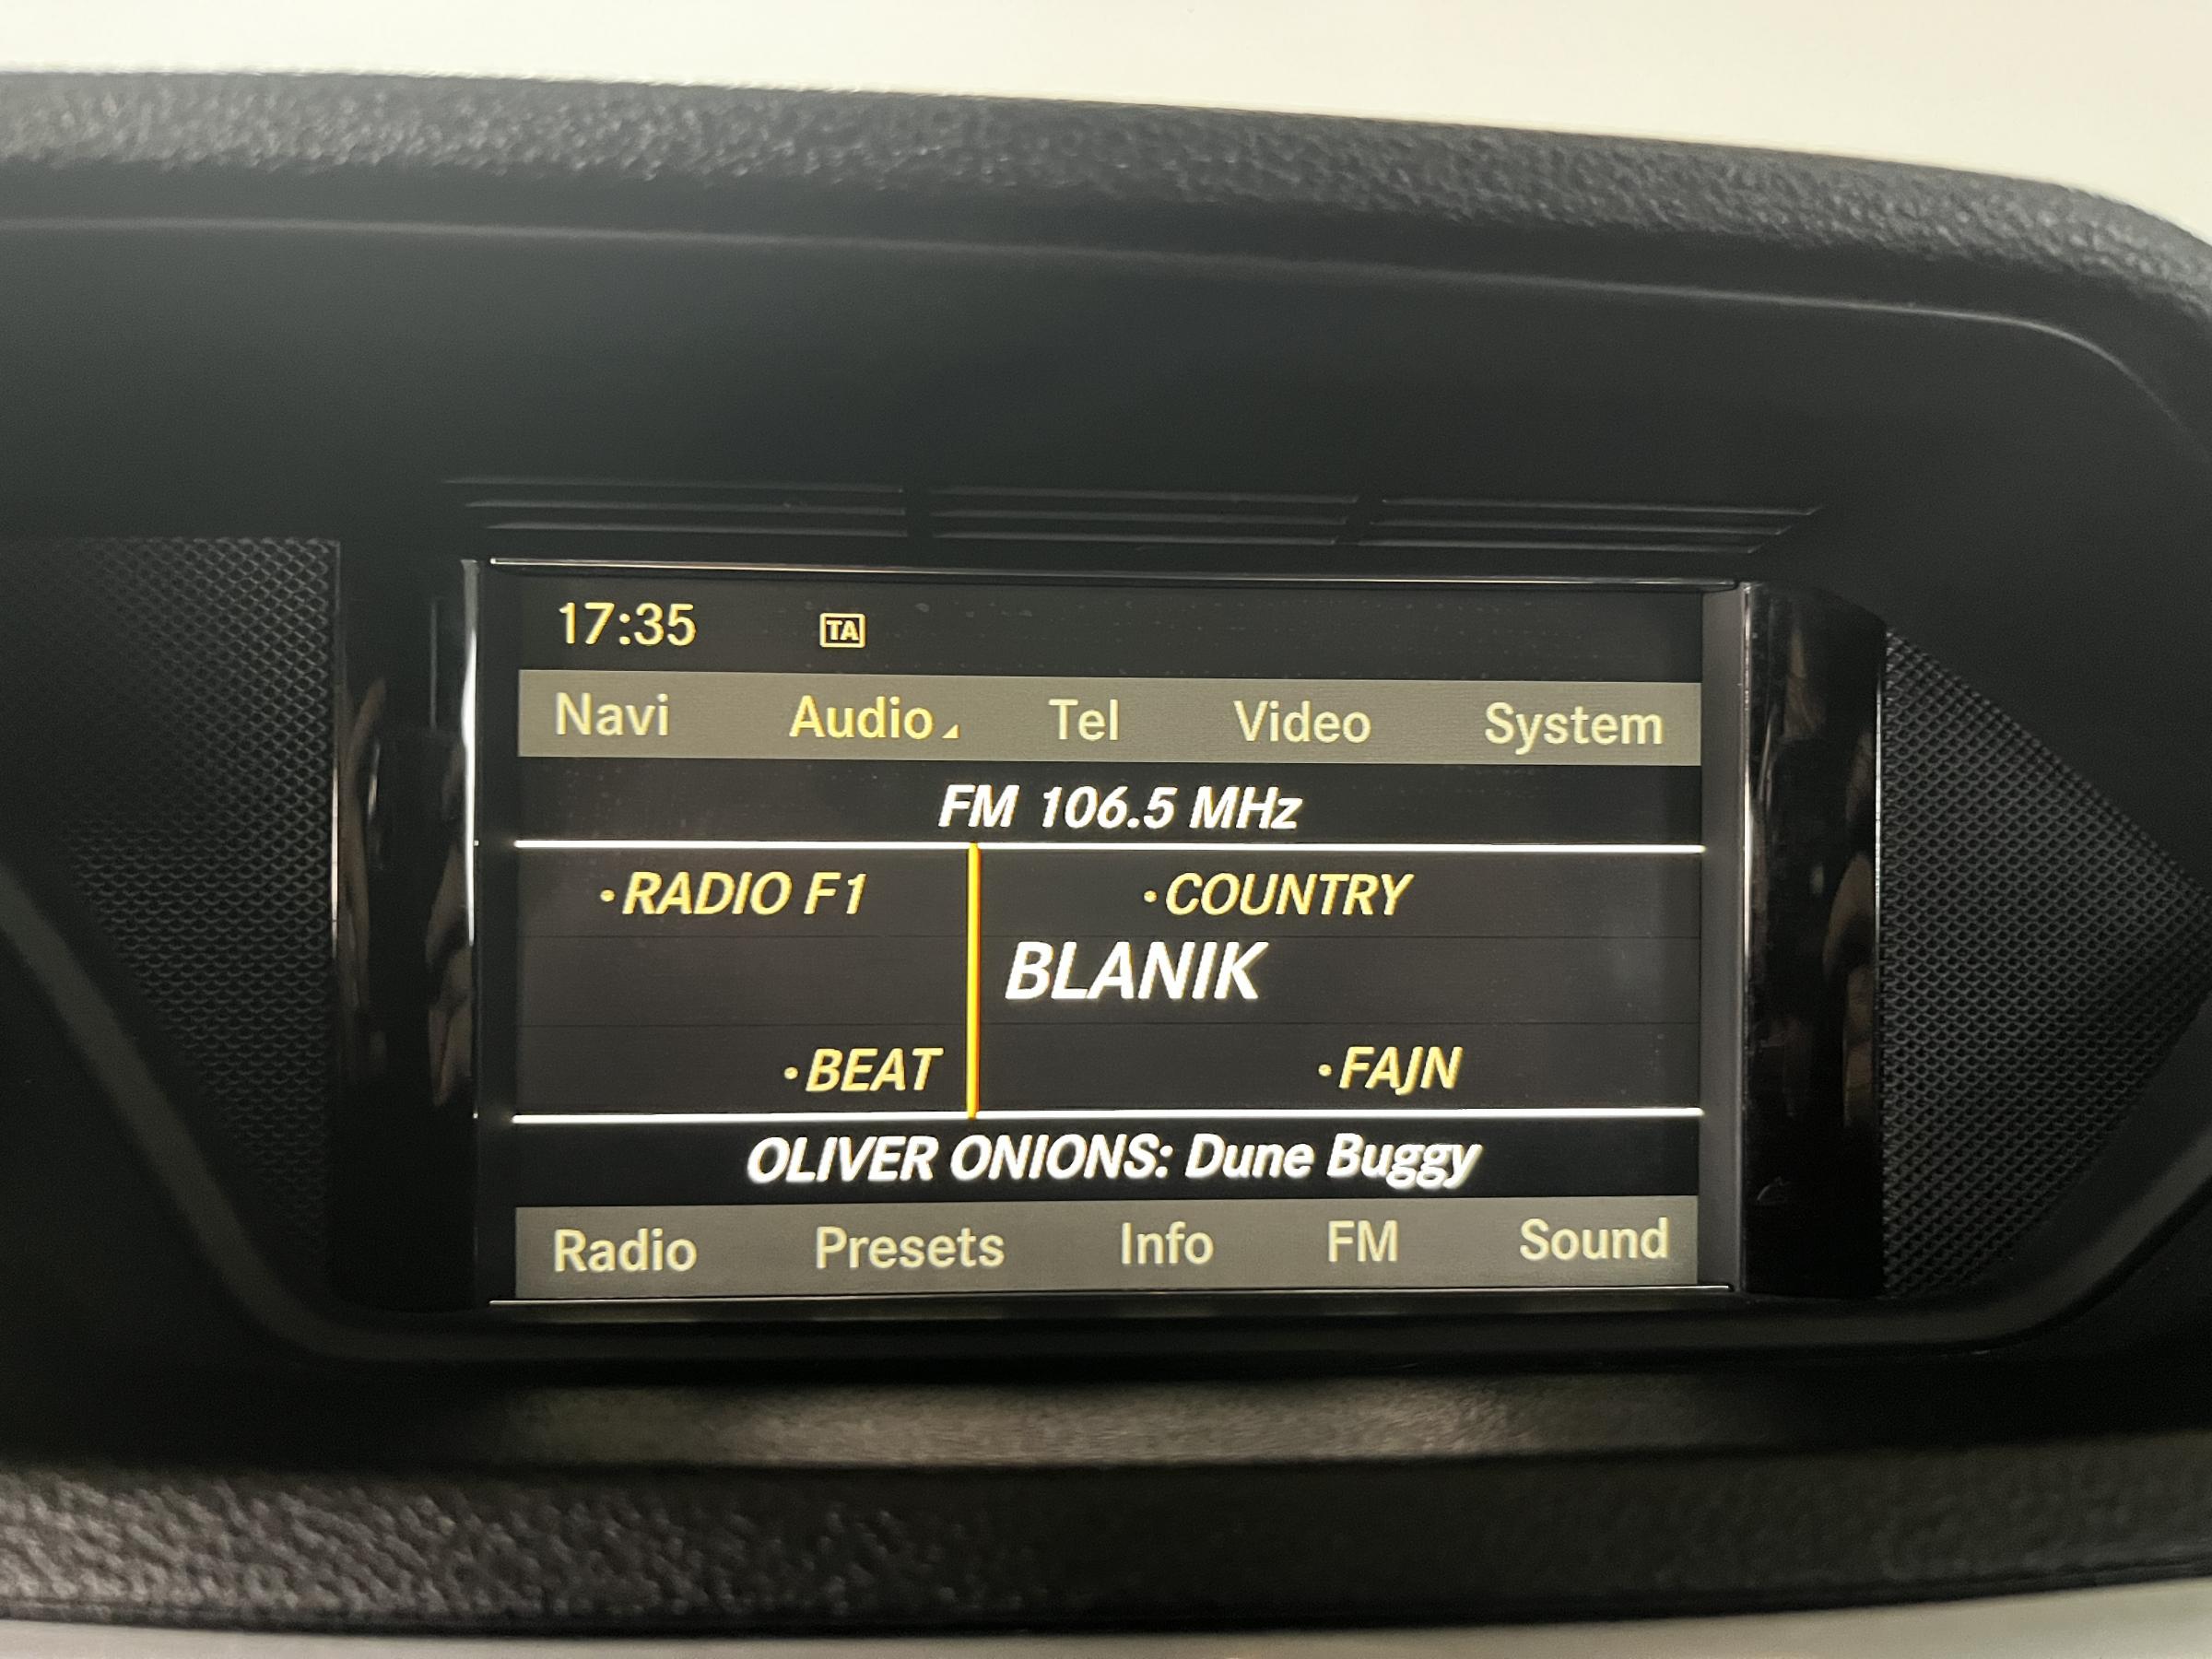 17:35 TA
Navi Audio Tel Video System
FM 106.5 MHz
·RADIO F1 ·COUNTRY
BLANIK
·BEAT ·FAJN
OLIVER ONIONS: Dune Buggy
Radio Presets Info FM Sound